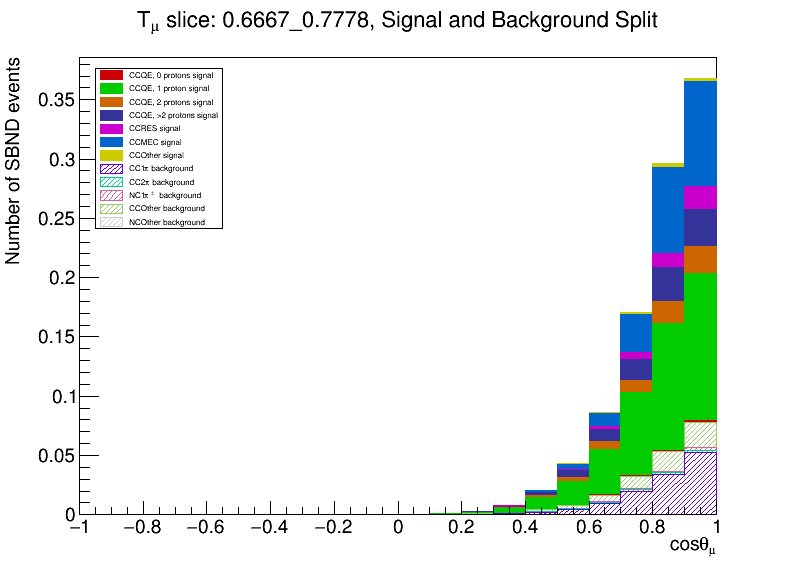 Tμ slice: 0.6667_0.7778, Signal and Background Split
Number of SBND events
0.35
0.3
0.25
0.2
0.15
0.1
0.05
0
CCQE, 0 protons signal
CCQE, 1 proton signal
CCQE, 2 protons signal
CCQE, >2 protons signal
CCRES signal
CCMEC signal
CCOther signal
CC1π background
CC2π background
NC1π ± background
CCOther background
NCOther background
−1 −0.8 −0.6 −0.4 −0.2 0 0.2 0.4 0.6 0.8 1
cosθμ